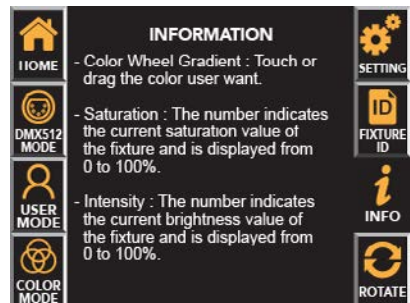 HOME
DMX512
MODE
USER
MODE
COLOR
MODE
INFORMATION
- Color Wheel Gradient : Touch or
drag the color user want.
- Saturation : The number indicates
the current saturation value of
the fixture and is displayed from
0 to 100%.
- Intensity : The number indicates
the current brightness value of
the fixture and is displayed from
0 to 100%.
SETTING
ID
FIXTURE
ID
i
INFO
ROTATE